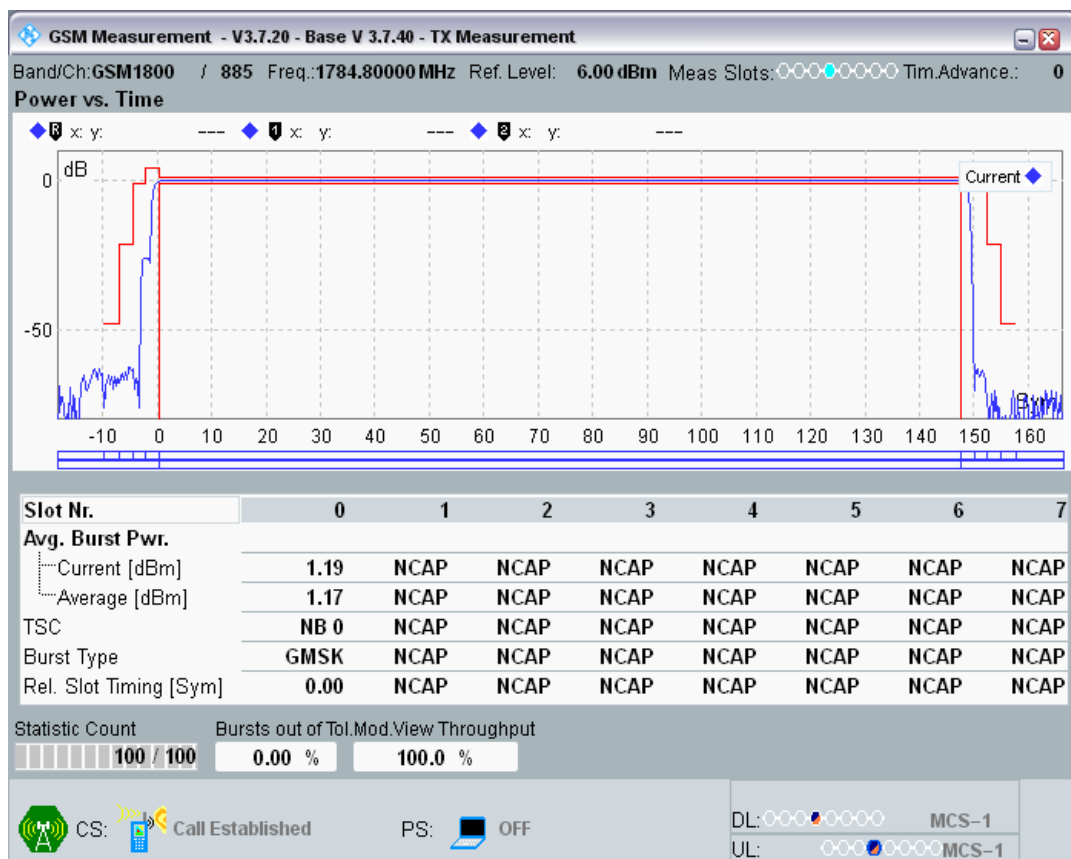 GSM Measurement - V3.7.20 - Base V 3.7.40 - TX Measurement
Band/Ch:GSM1800 / 885 Freq.:1784.80000 MHz Ref. Level: 6.00 dBm Meas Slots: Tim.Advance.: 0
Power vs. Time
R x: y: --- 1 x: y: --- 2 x: y: ---
dB
Current
0
-50
Sym
-10 0 10 20 30 40 50 60 70 80 90 100 110 120 130 140 150 160
Slot Nr. 0 1 2 3 4 5 6 7
Avg. Burst Pwr.
Current [dBm] 1.19 NCAP NCAP NCAP NCAP NCAP NCAP NCAP
Average [dBm] 1.17 NCAP NCAP NCAP NCAP NCAP NCAP NCAP
TSC NB 0 NCAP NCAP NCAP NCAP NCAP NCAP NCAP
Burst Type GMSK NCAP NCAP NCAP NCAP NCAP NCAP NCAP
Rel. Slot Timing [Sym] 0.00 NCAP NCAP NCAP NCAP NCAP NCAP NCAP
Statistic Count Bursts out of Tol. Mod.View Throughput
100 / 100 0.00 % 100.0 %
CS: Call Established PS: OFF
DL: MCS-1
UL: MCS-1